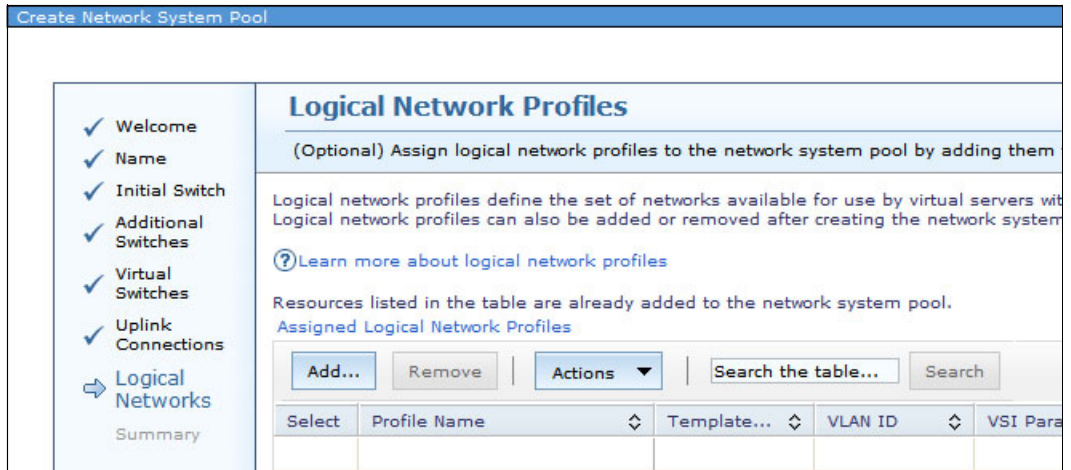 Create Network System Pool
Welcome
Name
Initial Switch
Additional
Switches
Virtual
Switches
Uplink
Connections
Logical
Networks
Summary
Logical Network Profiles
(Optional) Assign logical network profiles to the network system pool by adding them
Logical network profiles define the set of networks available for use by virtual servers wit
Logical network profiles can also be added or removed after creating the network system
?Learn more about logical network profiles
Resources listed in the table are already added to the network system pool.
Assigned Logical Network Profiles
Add... Remove Actions Search the table... Search
Select Profile Name Template... VLAN ID VSI Para